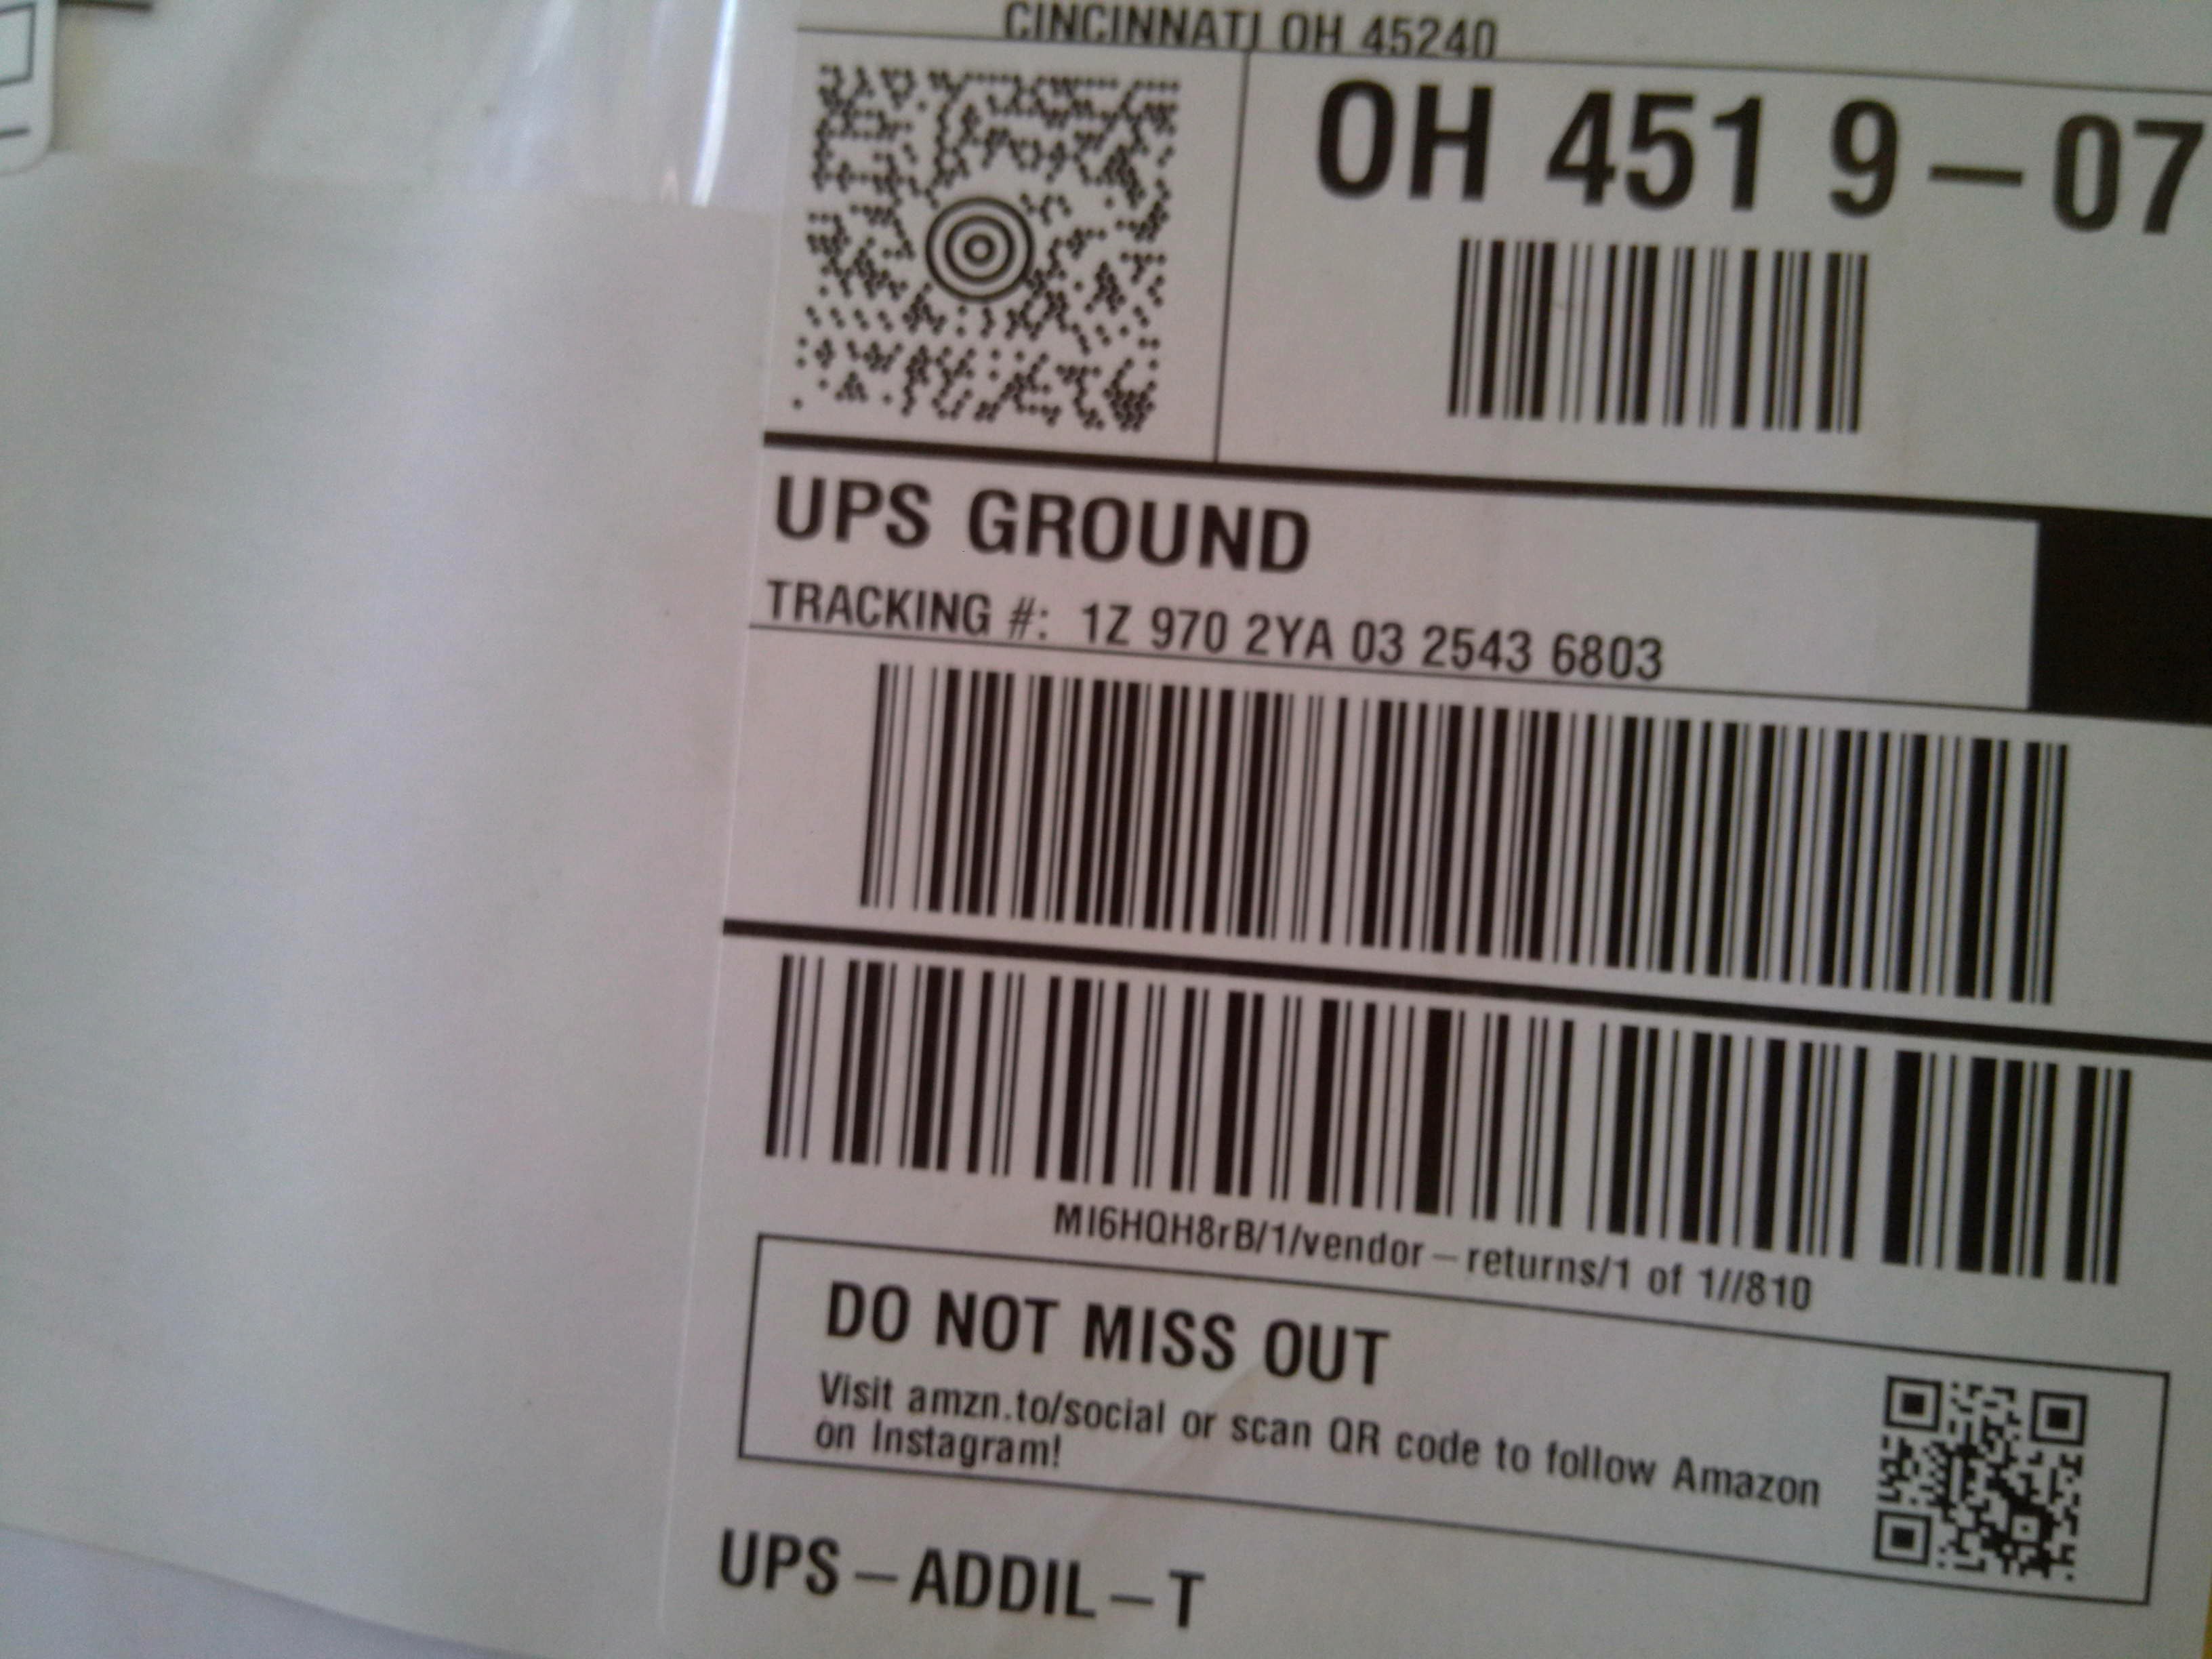 CINCINNATI OH 45240
OH 451 9-07
UPS GROUND
TRACKING #: 1Z 970 2YA 03 2543 6803
MI6HQH8rB/1/vendor-returns/1 of 1//810
DO NOT MISS OUT
Visit amzn.to/social or scan QR code to follow Amazon
on Instagram!
UPS-ADDIL-T